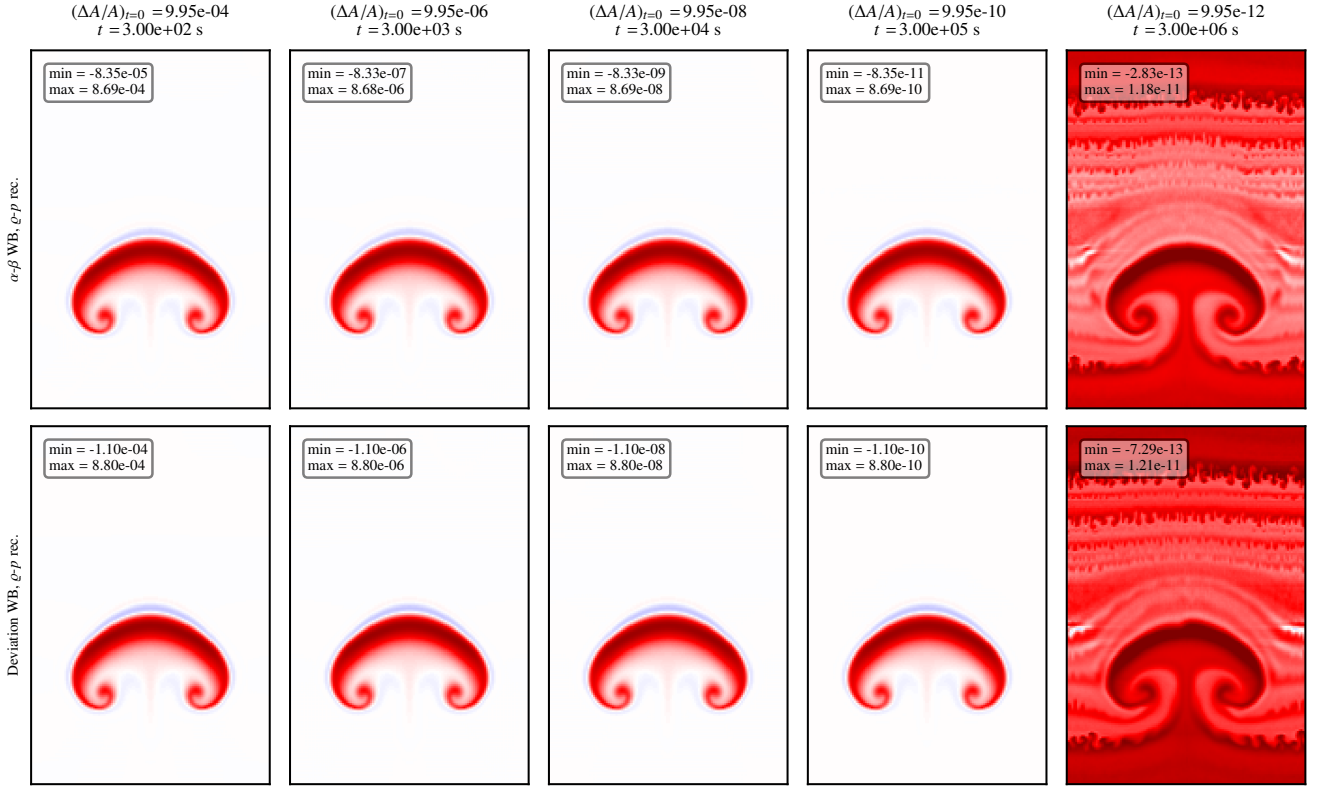 (ΔA/A)t=0 =9.95e-04
t =3.00e+02 s
(ΔA/A)t=0 =9.95e-06
t =3.00e+03 s
(ΔA/A)t=0 =9.95e-08
t =3.00e+04 s
(ΔA/A)t=0 =9.95e-10
t =3.00e+05 s
(ΔA/A)t=0 =9.95e-12
t =3.00e+06 s
α-β WB, ϱ-p rec.
min = -8.35e-05
max = 8.69e-04
min = -8.33e-07
max = 8.68e-06
min = -8.33e-09
max = 8.69e-08
min = -8.35e-11
max = 8.69e-10
min = -2.83e-13
max = 1.18e-11
Deviation WB, ϱ-p rec.
min = -1.10e-04
max = 8.80e-04
min = -1.10e-06
max = 8.80e-06
min = -1.10e-08
max = 8.80e-08
min = -1.10e-10
max = 8.80e-10
min = -7.29e-13
max = 1.21e-11